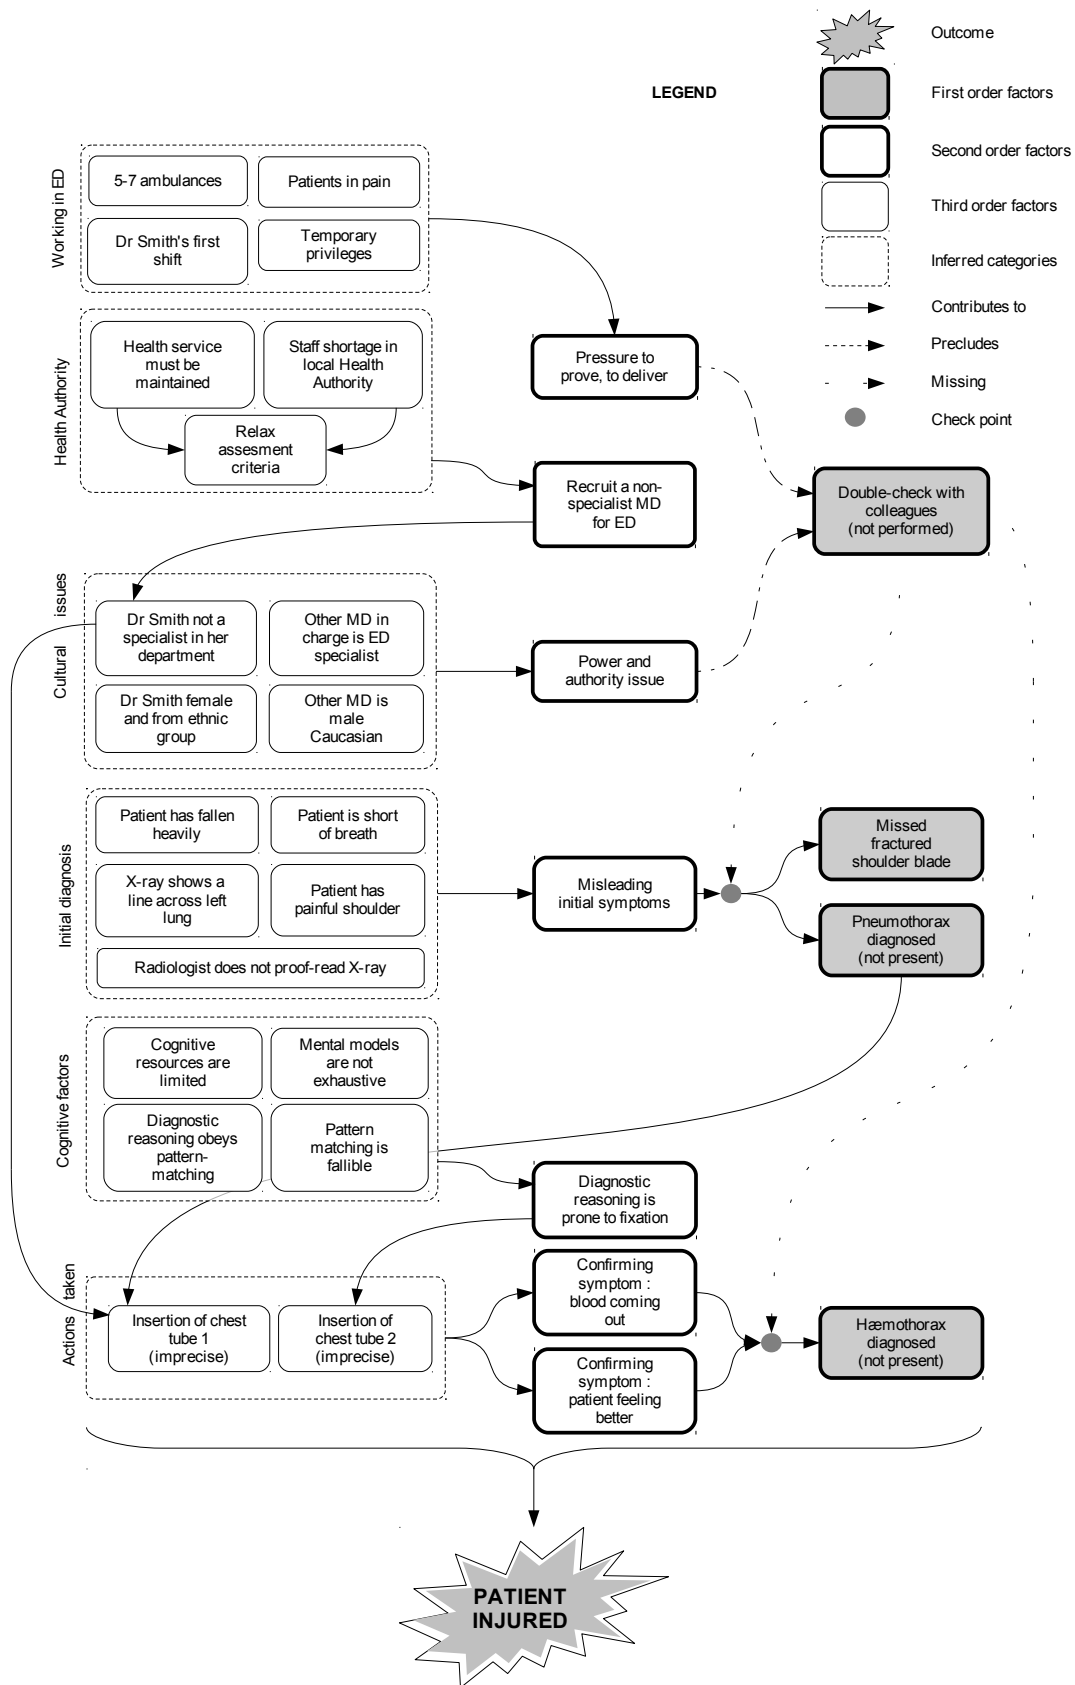 Outcome
LEGEND
First order factors
Second order factors
Third order factors
Inferred categories
Contributes to
Precludes
Missing
Check point
Working in ED
5-7 ambulances
Patients in pain
Dr Smith's first
shift
Temporary
privileges
Health Authority
Health service
must be
maintained
Staff shortage in
local Health
Authority
Relax
assesment
criteria
Pressure to
prove, to deliver
Recruit a non-
specialist MD
for ED
Double-check with
colleagues
(not performed)
Cultural issues
Dr Smith not a
specialist in her
department
Other MD in
charge is ED
specialist
Dr Smith female
and from ethnic
group
Other MD is
male
Caucasian
Power and
authority issue
Initial diagnosis
Patient has fallen
heavily
Patient is short
of breath
X-ray shows a
line across left
lung
Patient has
painful shoulder
Radiologist does not proof-read X-ray
Misleading
initial symptoms
Missed
fractured
shoulder blade
Pneumothorax
diagnosed
(not present)
Cognitive factors
Cognitive
resources are
limited
Mental models
are not
exhaustive
Diagnostic
reasoning obeys
pattern-
matching
Pattern
matching is
fallible
Diagnostic
reasoning is
prone to fixation
Actions taken
Insertion of chest
tube 1
(imprecise)
Insertion of
chest tube 2
(imprecise)
Confirming
symptom :
blood coming
out
Confirming
symptom :
patient feeling
better
Hæmothorax
diagnosed
(not present)
PATIENT
INJURED